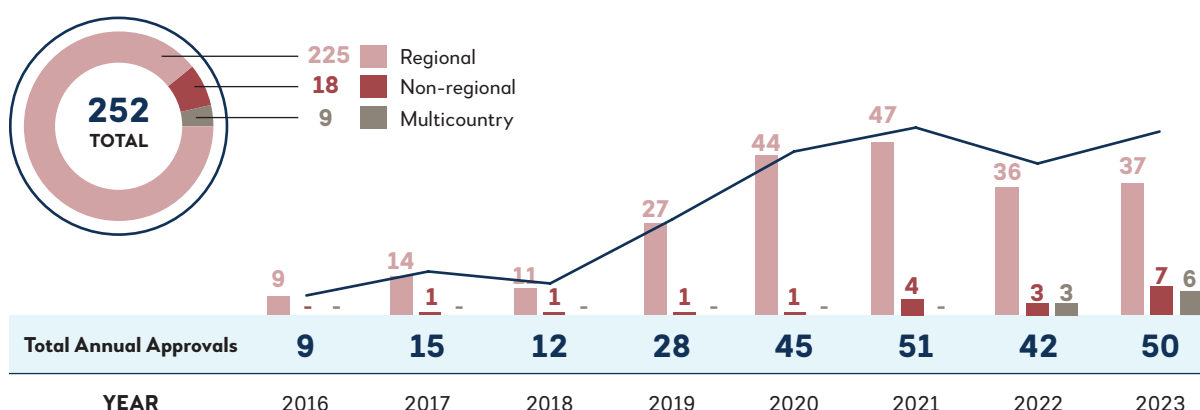 225 Regional
18 Non-regional
9 Multicountry
252
TOTAL
9 - -
14 1 -
11 1 -
27 1 -
44 1 -
47 4 -
36 3 3
37 7 6
Total Annual Approvals 9 15 12 28 45 51 42 50
YEAR 2016 2017 2018 2019 2020 2021 2022 2023